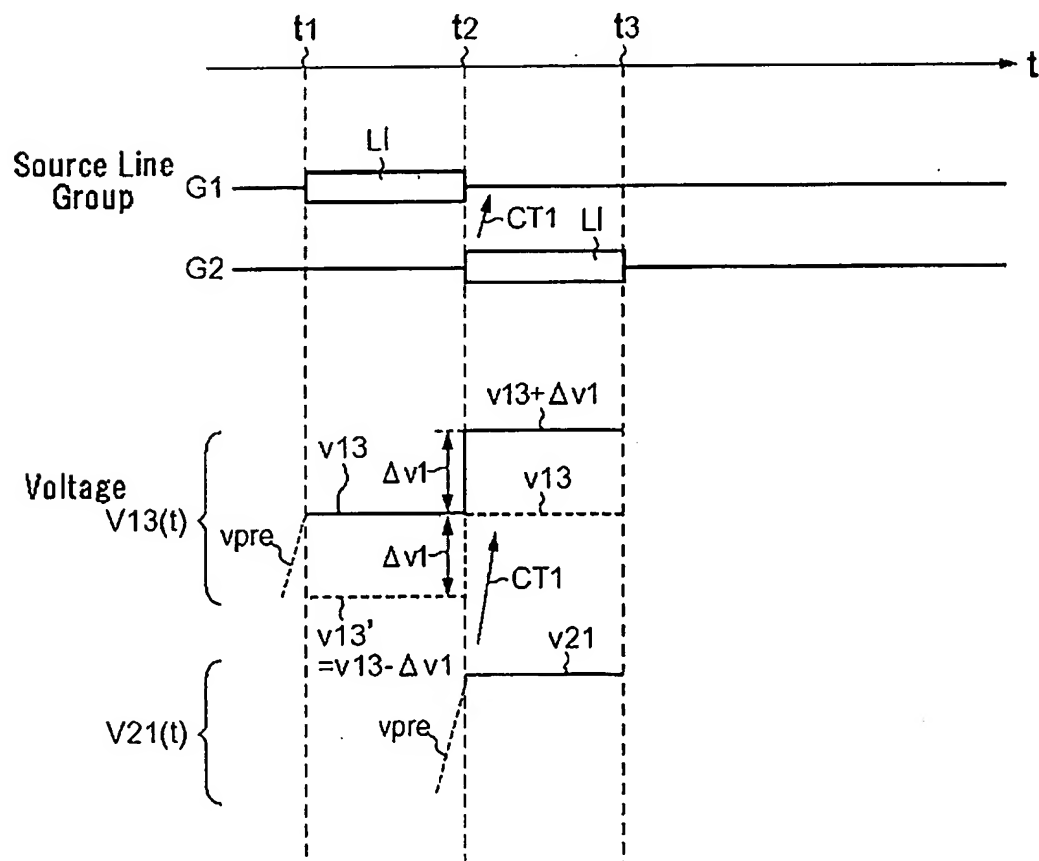 t1 t2 t3
t
Source Line
Group
G1
LI
CT1
G2
LI
v13+Δv1
v13
Δv1
v13
Voltage
V13(t)
vpre
Δv1
CT1
v13'
=v13-Δv1
v21
V21(t)
vpre